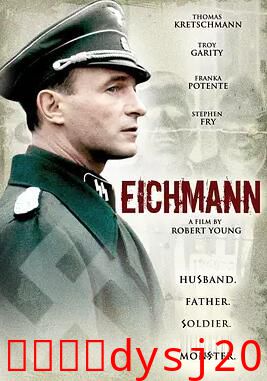 THOMAS
KRETSCHMANN
TROY
GARITY
FRANKA
POTENTE
STEPHEN
FRY
EICHMANN
A FILM BY
ROBERT YOUNG
HUSBAND.
FATHER.
SOLDIER.
MONSTER.
□□□□dysj20